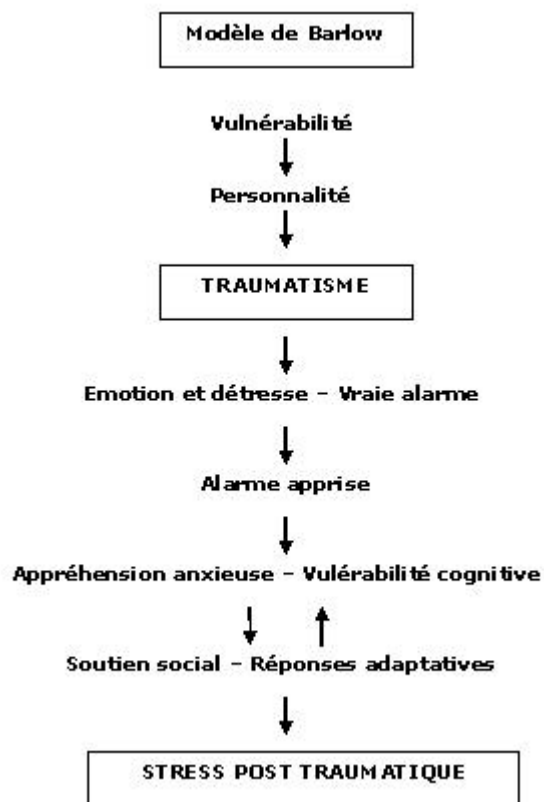 Modèle de Barlow
Vulnérabilité
Personnalité
TRAUMATISME
Emotion et détresse – Vraie alarme
Alarme apprise
Appréhension anxieuse – Vulérabilité cognitive
Soutien social – Réponses adaptatives
STRESS POST TRAUMATIQUE